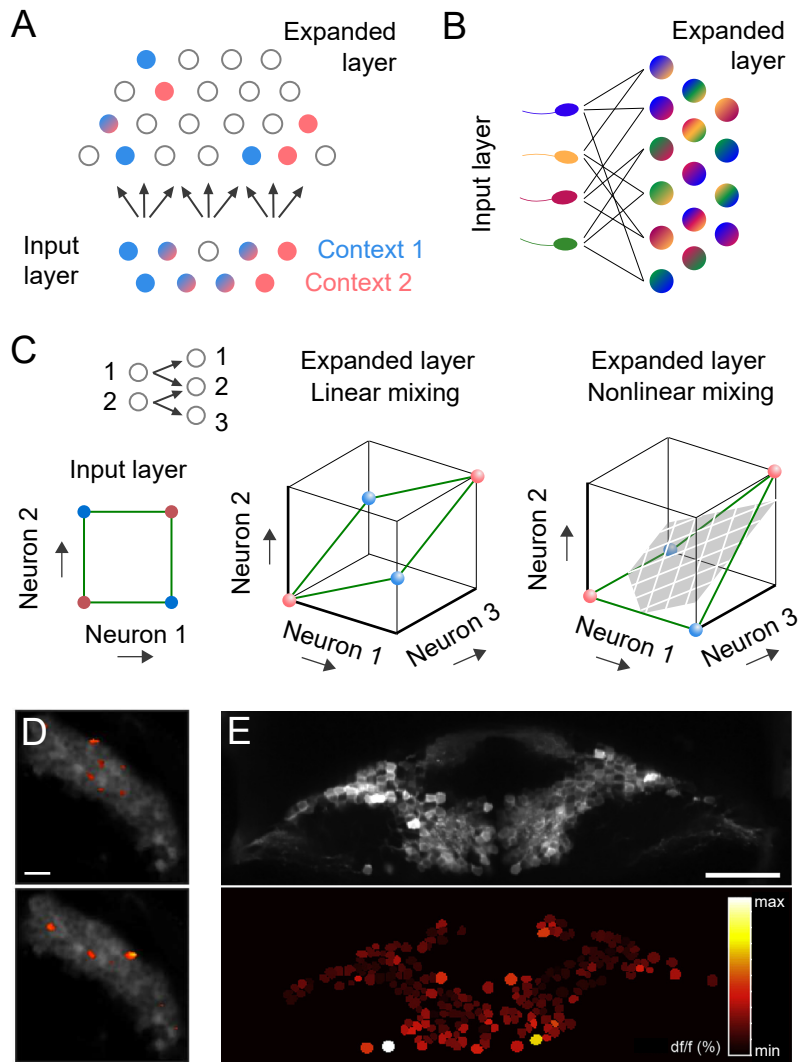 A
Expanded
layer
Input
layer
Context 1
Context 2
B
Expanded
layer
Input layer
C
1
2
1
2
3
Input layer
Neuron 2
Neuron 1
Expanded layer
Linear mixing
Neuron 2
Neuron 1
Neuron 3
Expanded layer
Nonlinear mixing
Neuron 2
Neuron 1
Neuron 3
D
E
max
df/f (%)
min